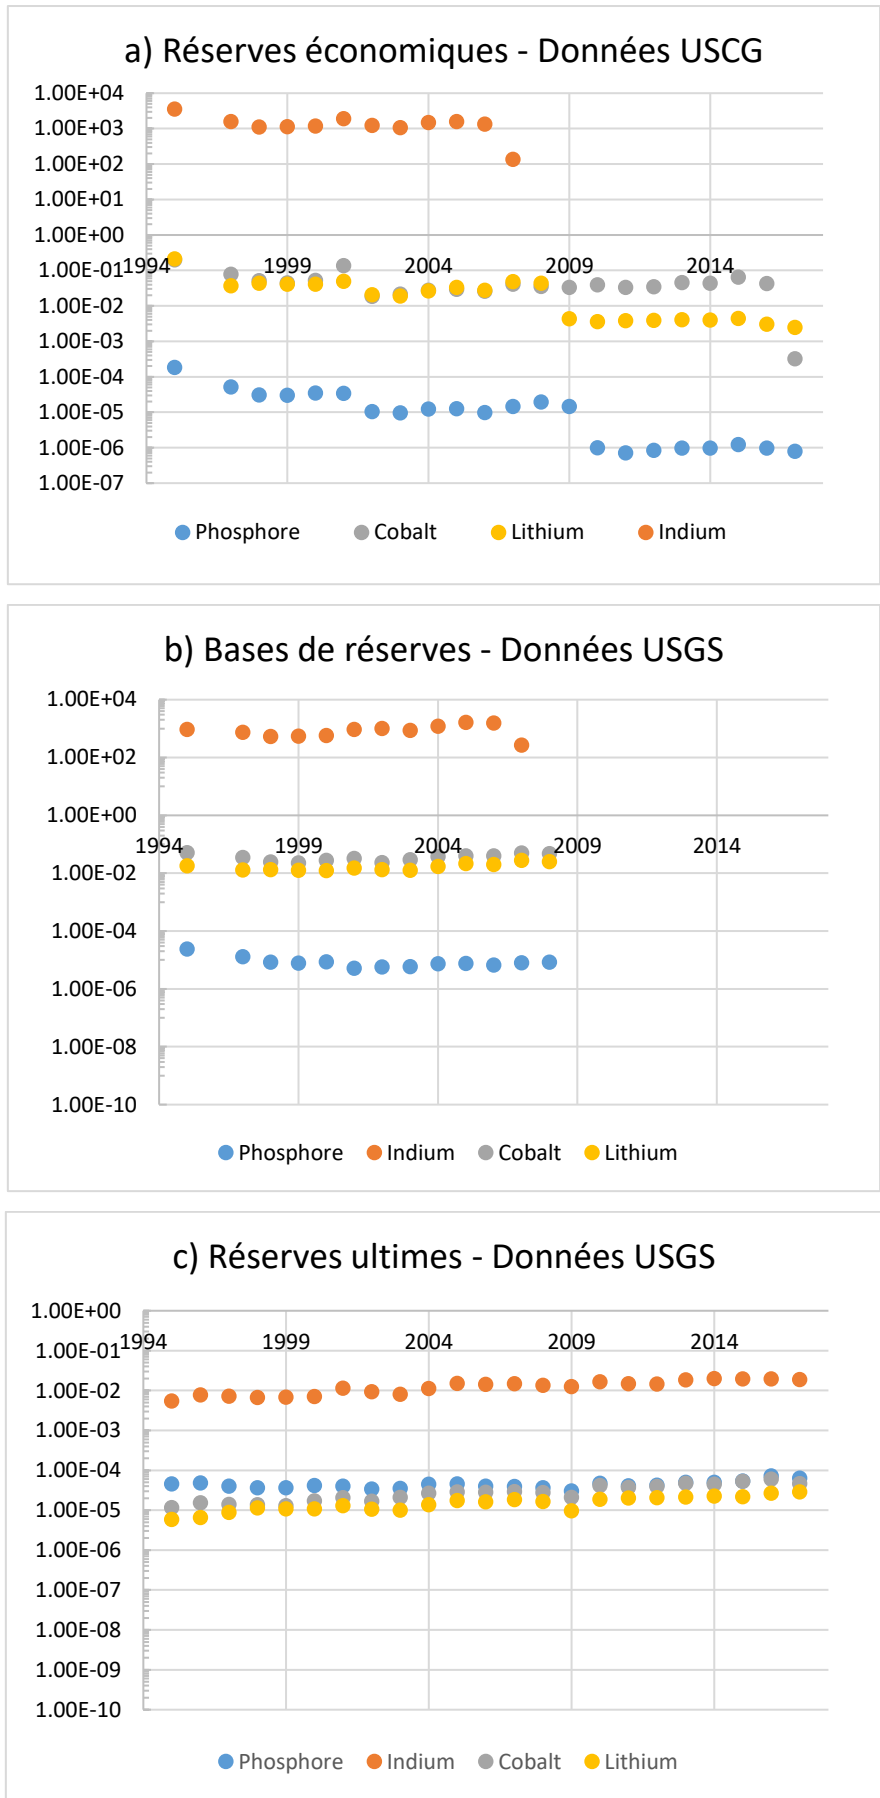 a) Réserves économiques - Données USCG
1.00E+04
1.00E+03
1.00E+02
1.00E+01
1.00E+00
1994 1999 2004 2009 2014
1.00E-01
1.00E-02
1.00E-03
1.00E-04
1.00E-05
1.00E-06
1.00E-07
Phosphore Cobalt Lithium Indium
b) Bases de réserves - Données USGS
1.00E+04
1.00E+02
1.00E+00
1994 1999 2004 2009 2014
1.00E-02
1.00E-04
1.00E-06
1.00E-08
1.00E-10
Phosphore Indium Cobalt Lithium
c) Réserves ultimes - Données USGS
1.00E+00
1994 1999 2004 2009 2014
1.00E-01
1.00E-02
1.00E-03
1.00E-04
1.00E-05
1.00E-06
1.00E-07
1.00E-08
1.00E-09
1.00E-10
Phosphore Indium Cobalt Lithium